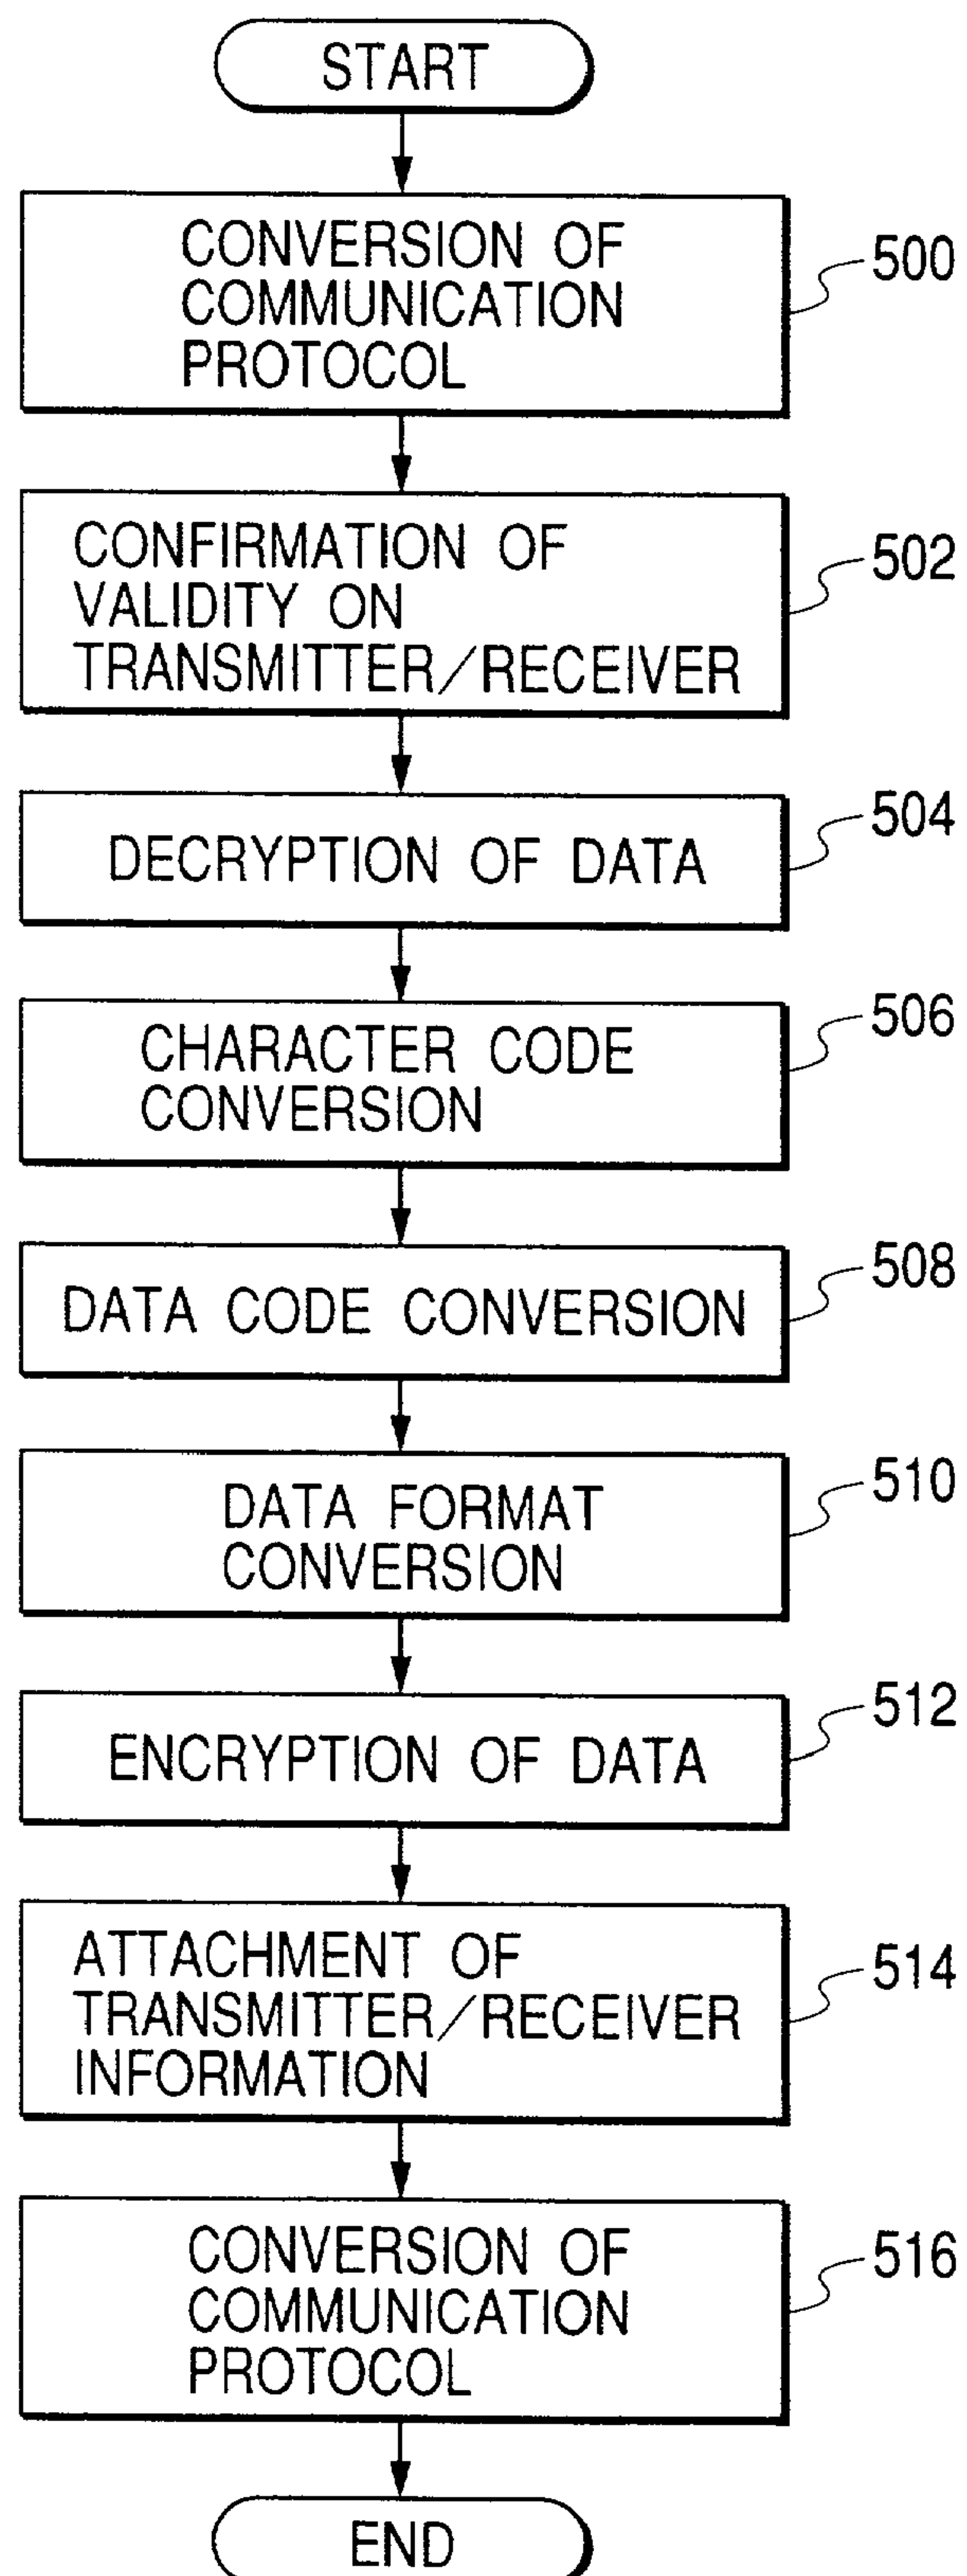 START
CONVERSION OF
COMMUNICATION
PROTOCOL
500
CONFIRMATION OF
VALIDITY ON
TRANSMITTER/RECEIVER
502
DECRYPTION OF DATA
504
CHARACTER CODE
CONVERSION
506
DATA CODE CONVERSION
508
DATA FORMAT
CONVERSION
510
ENCRYPTION OF DATA
512
ATTACHMENT OF
TRANSMITTER/RECEIVER
INFORMATION
514
CONVERSION OF
COMMUNICATION
PROTOCOL
516
END